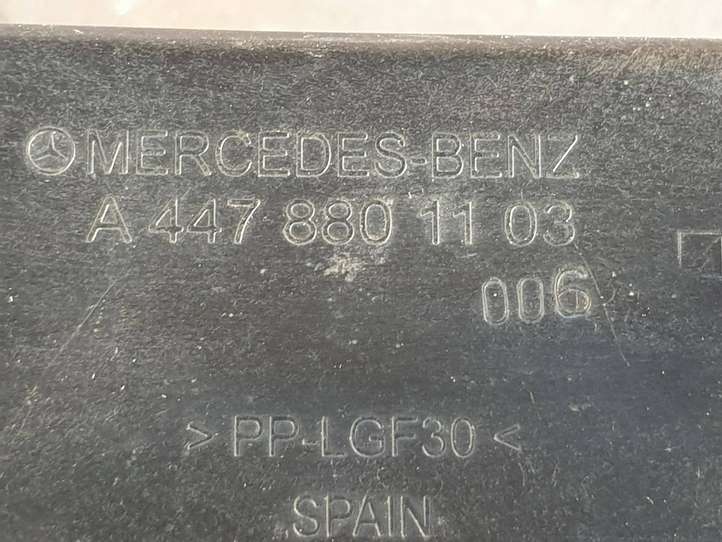 MERCEDES-BENZ
A 447 880 11 03
006
> PP-LGF30 <
SPAIN